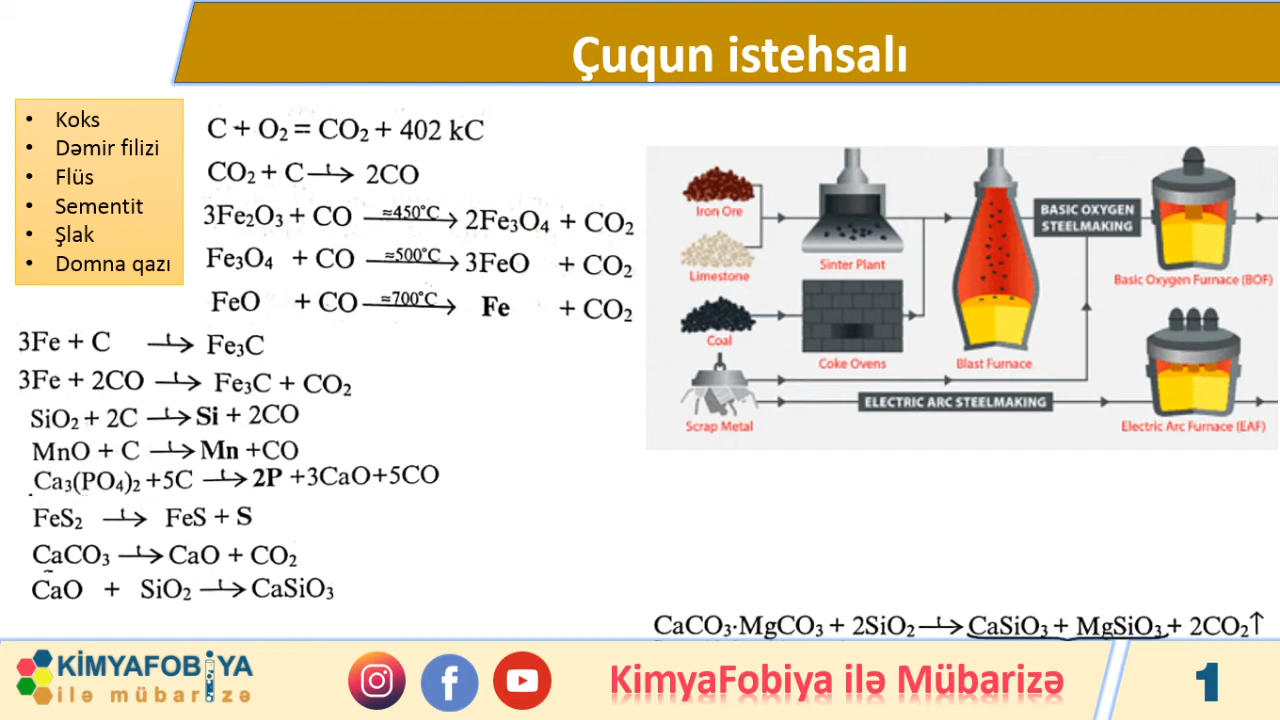 Çuqun istehsalı
• Koks
• Dəmir filizi
• Flüs
• Sementit
• Şlak
• Domna qazı
C + O₂ = CO₂ + 402 kC
CO₂ + C —t→ 2CO
3Fe₂O₃ + CO —≈450°C→ 2Fe₃O₄ + CO₂
Fe₃O₄ + CO —≈500°C→ 3FeO + CO₂
FeO + CO —≈700°C→ Fe + CO₂
3Fe + C —t→ Fe₃C
3Fe + 2CO —t→ Fe₃C + CO₂
SiO₂ + 2C —t→ Si + 2CO
MnO + C —t→ Mn +CO
Ca₃(PO₄)₂ +5C —t→ 2P +3CaO+5CO
FeS₂ —t→ FeS + S
CaCO₃ —t→ CaO + CO₂
CaO + SiO₂ —t→ CaSiO₃
Iron Ore
Limestone
Coal
Scrap Metal
Sinter Plant
Coke Ovens
Blast Furnace
BASIC OXYGEN
STEELMAKING
Basic Oxygen Furnace (BOF)
ELECTRIC ARC STEELMAKING
Electric Arc Furnace (EAF)
CaCO₃·MgCO₃ + 2SiO₂ —t→ CaSiO₃ + MgSiO₃ + 2CO₂↑
KİMYAFOBİYA
ilə mübarizə
KimyaFobiya ilə Mübarizə
1